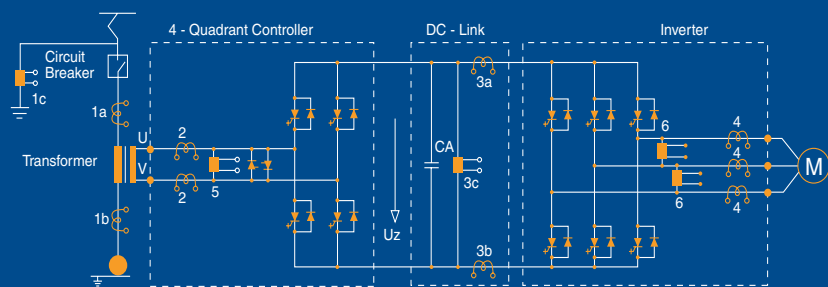 4 - Quadrant Controller
DC - Link
Inverter
Circuit
Breaker
1c
1a
3a
U
2
6
4
Transformer
CA
4
M
V
3c
2
5
6
4
1b
Uz
3b